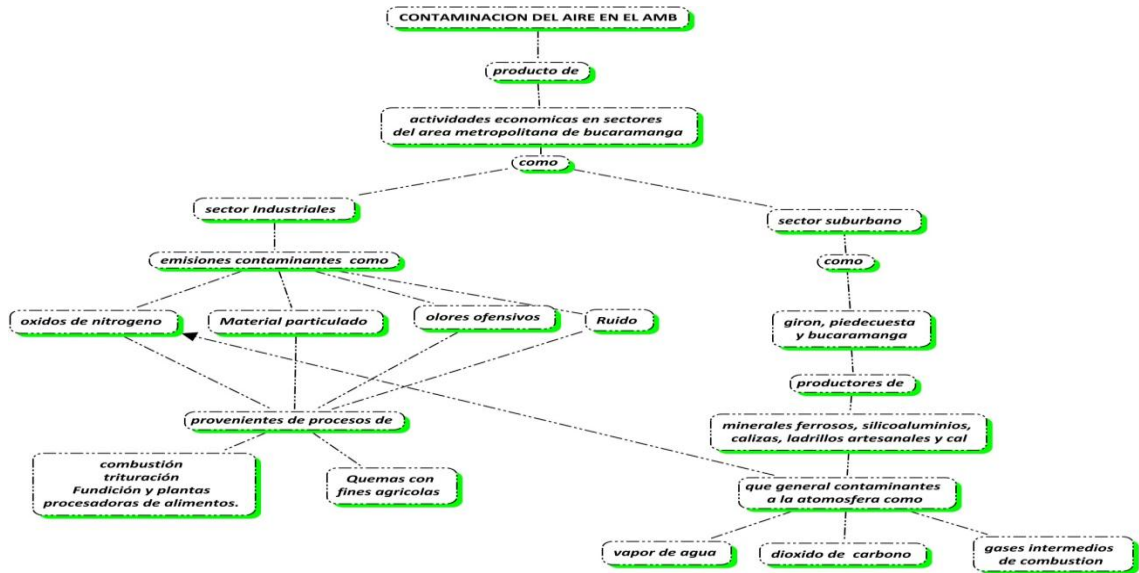 CONTAMINACION DEL AIRE EN EL AMB
producto de
actividades economicas en sectores
del area metropolitana de bucaramanga
como
sector Industriales
sector suburbano
emisiones contaminantes como
como
oxidos de nitrogeno
Material particulado
olores ofensivos
Ruido
giron, piedecuesta
y bucaramanga
productores de
provenientes de procesos de
minerales ferrosos, silicoaluminios,
calizas, ladrillos artesanales y cal
combustión
trituración
Fundición y plantas
procesadoras de alimentos.
Quemas con
fines agricolas
que general contaminantes
a la atomosfera como
vapor de agua
dioxido de carbono
gases intermedios
de combustion